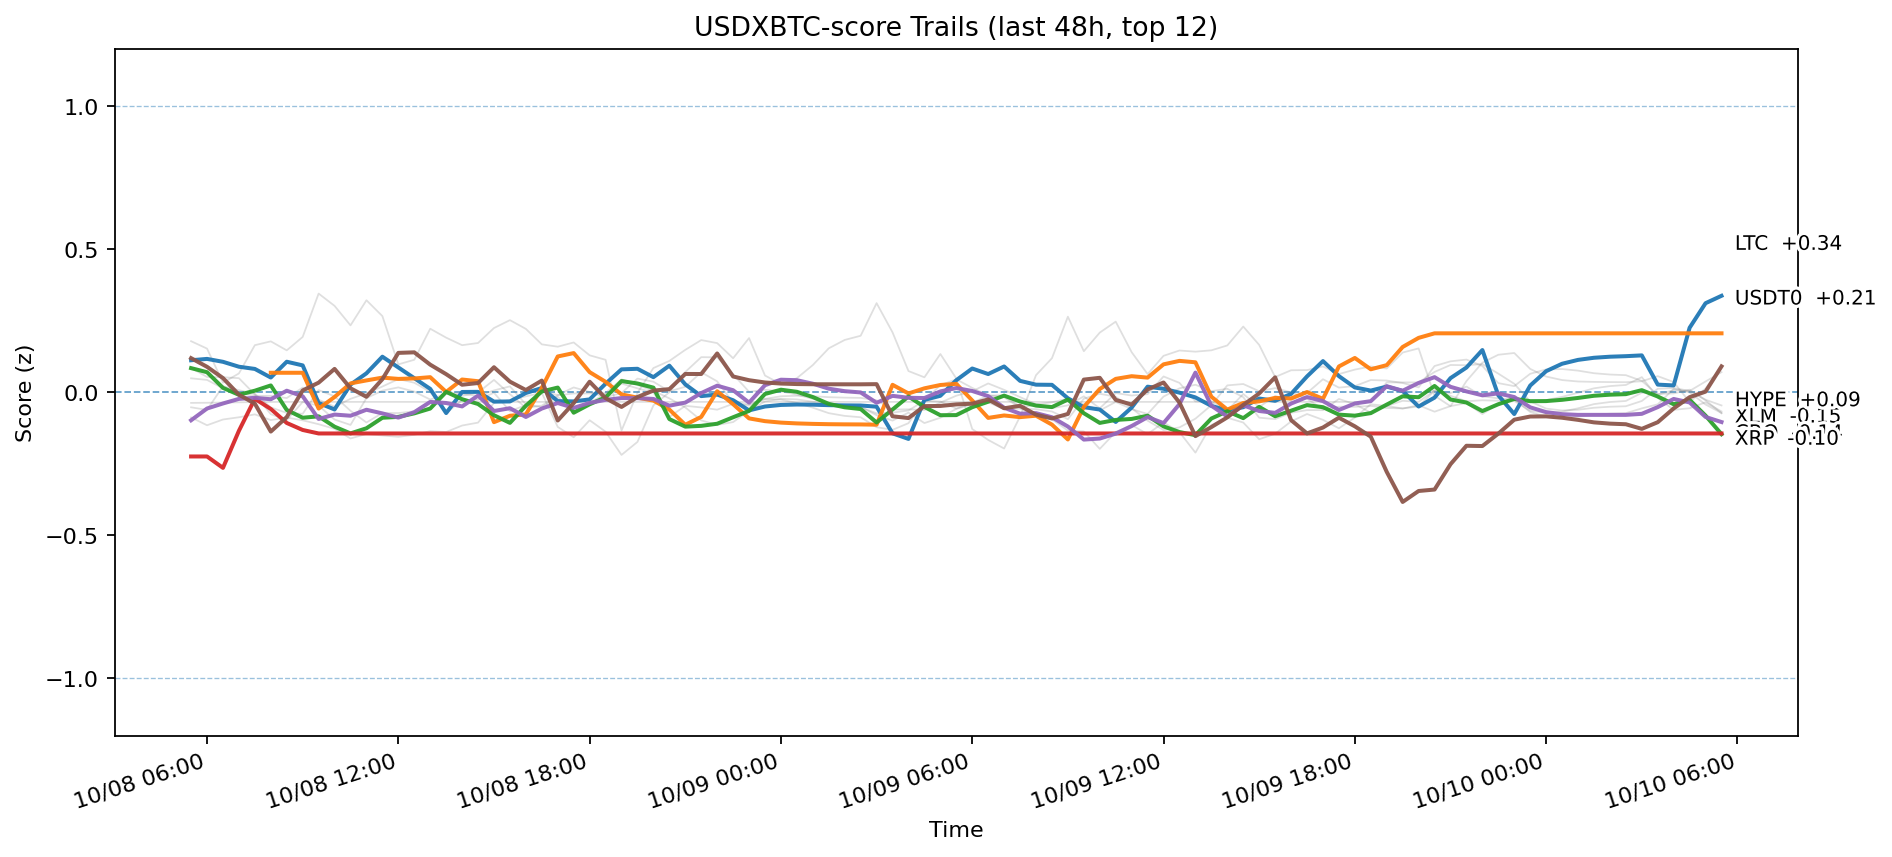 USDXBTC-score Trails (last 48h, top 12)
Score (z)
1.0
0.5
0.0
−0.5
−1.0
LTC +0.34
USDT0 +0.21
HYPE +0.09
XLM -0.15
XRP -0.10
10/08 06:00
10/08 12:00
10/08 18:00
10/09 00:00
10/09 06:00
10/09 12:00
10/09 18:00
10/10 00:00
10/10 06:00
Time